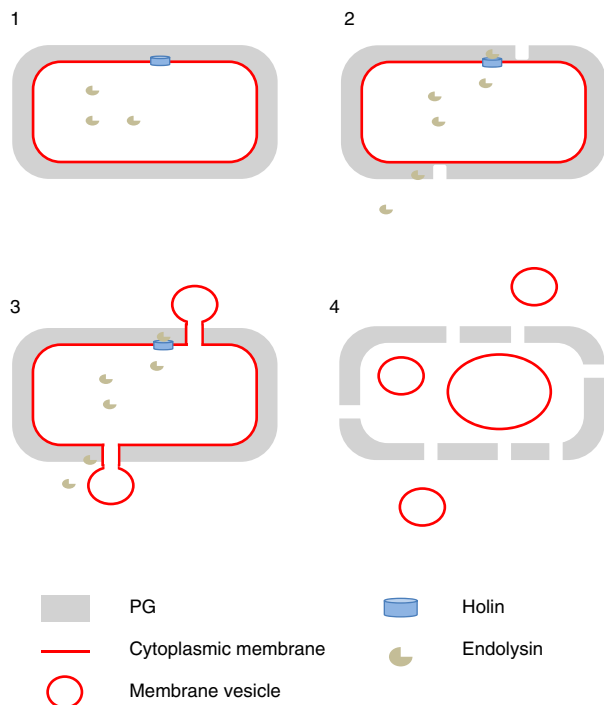 1
2
3
4
PG
Holin
Cytoplasmic membrane
Endolysin
Membrane vesicle